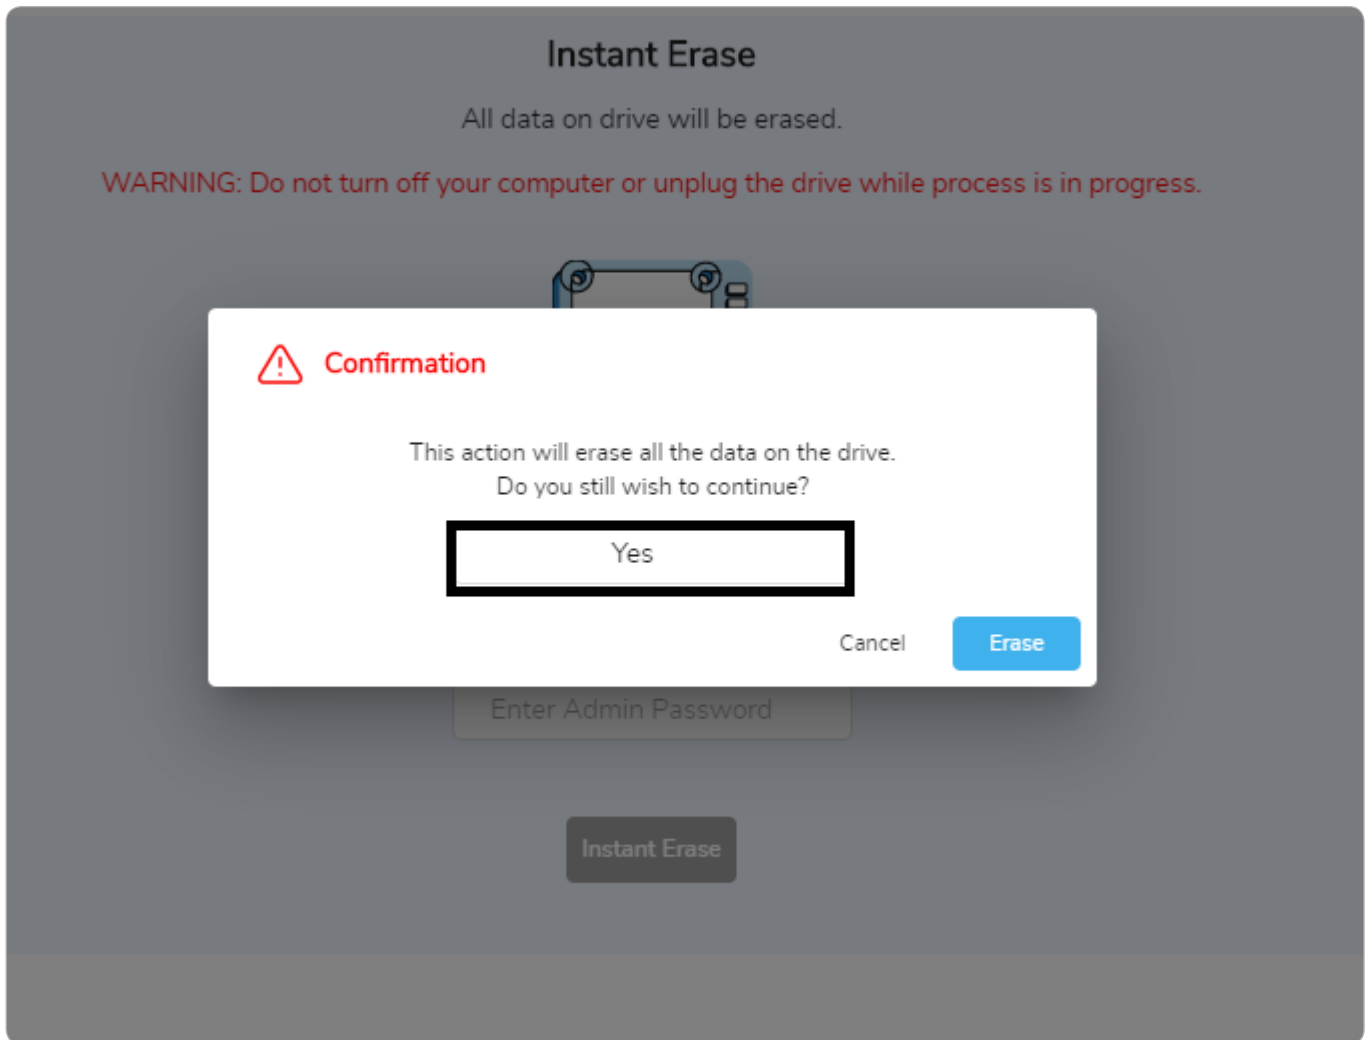 Instant Erase
All data on drive will be erased.
WARNING: Do not turn off your computer or unplug the drive while process is in progress.
Confirmation
This action will erase all the data on the drive.
Do you still wish to continue?
Yes
Cancel
Erase
Enter Admin Password
Instant Erase